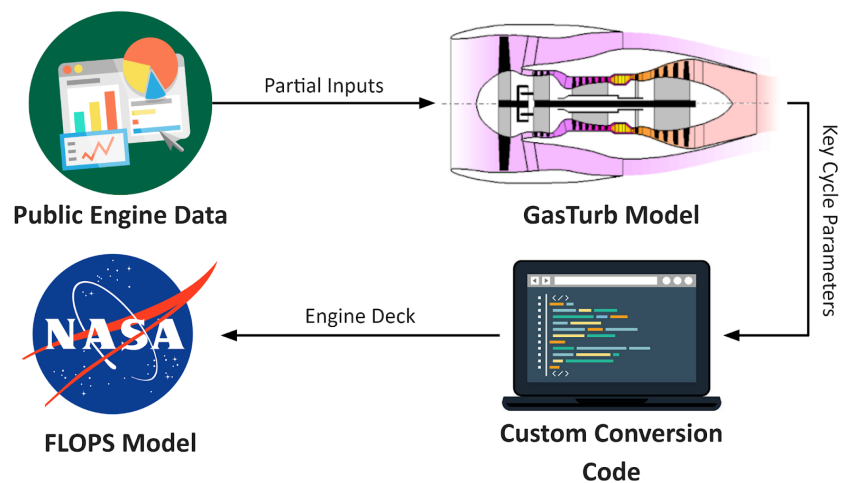 Partial Inputs
Public Engine Data
GasTurb Model
Key Cycle Parameters
Engine Deck
NASA
FLOPS Model
</>
</>
Custom Conversion
Code